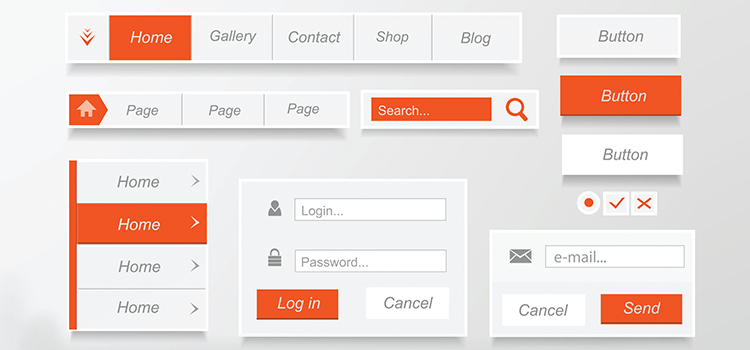 Home Gallery Contact Shop Blog
Button
Page Page Page
Search...
Button
Button
Home
Home
Home
Home
Login...
Password...
Log in Cancel
e-mail...
Cancel Send